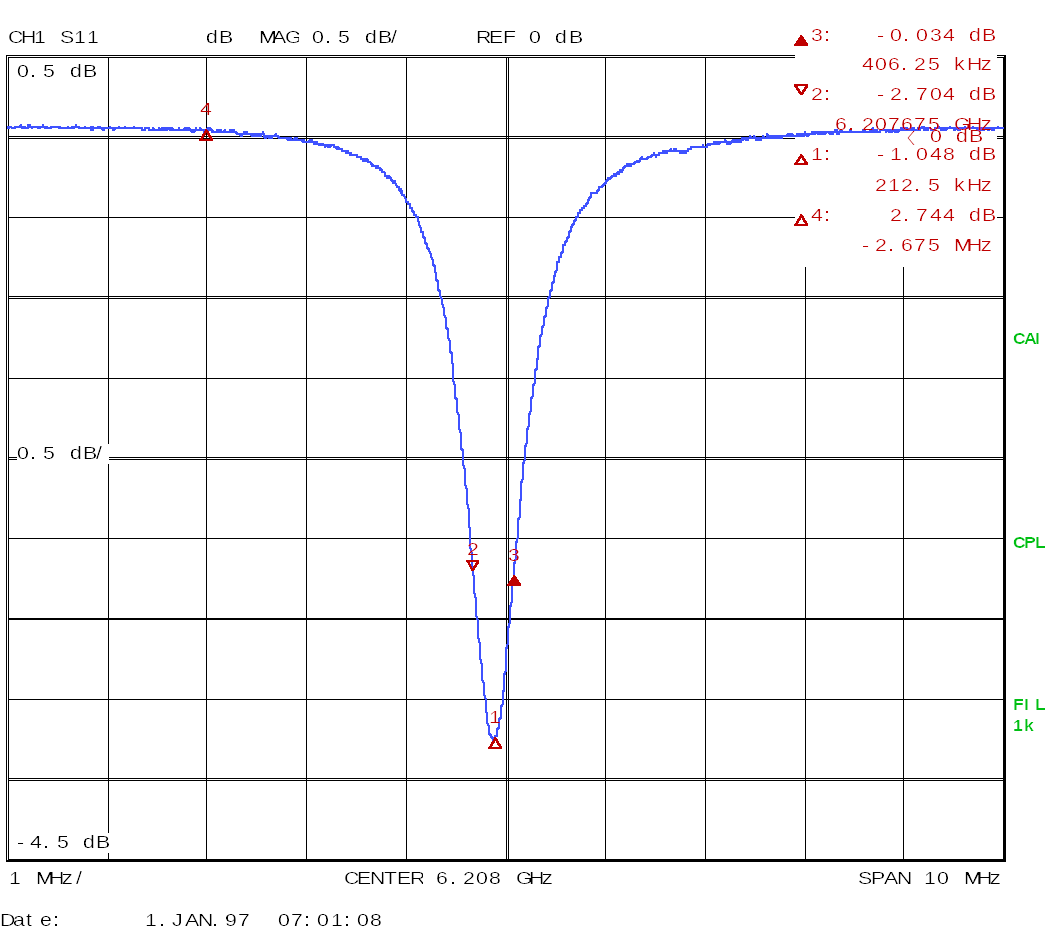 CH1 S11 dB MAG 0.5 dB/ REF 0 dB
3: -0.034 dB
406.25 kHz
0.5 dB
2: -2.704 dB
4
6.207675 GHz
0 dB
1: -1.048 dB
212.5 kHz
4: 2.744 dB
-2.675 MHz
CAI
0.5 dB/
CPL
2
3
FIL
1k
1
-4.5 dB
1 MHz/ CENTER 6.208 GHz SPAN 10 MHz
Date: 1.JAN.97 07:01:08